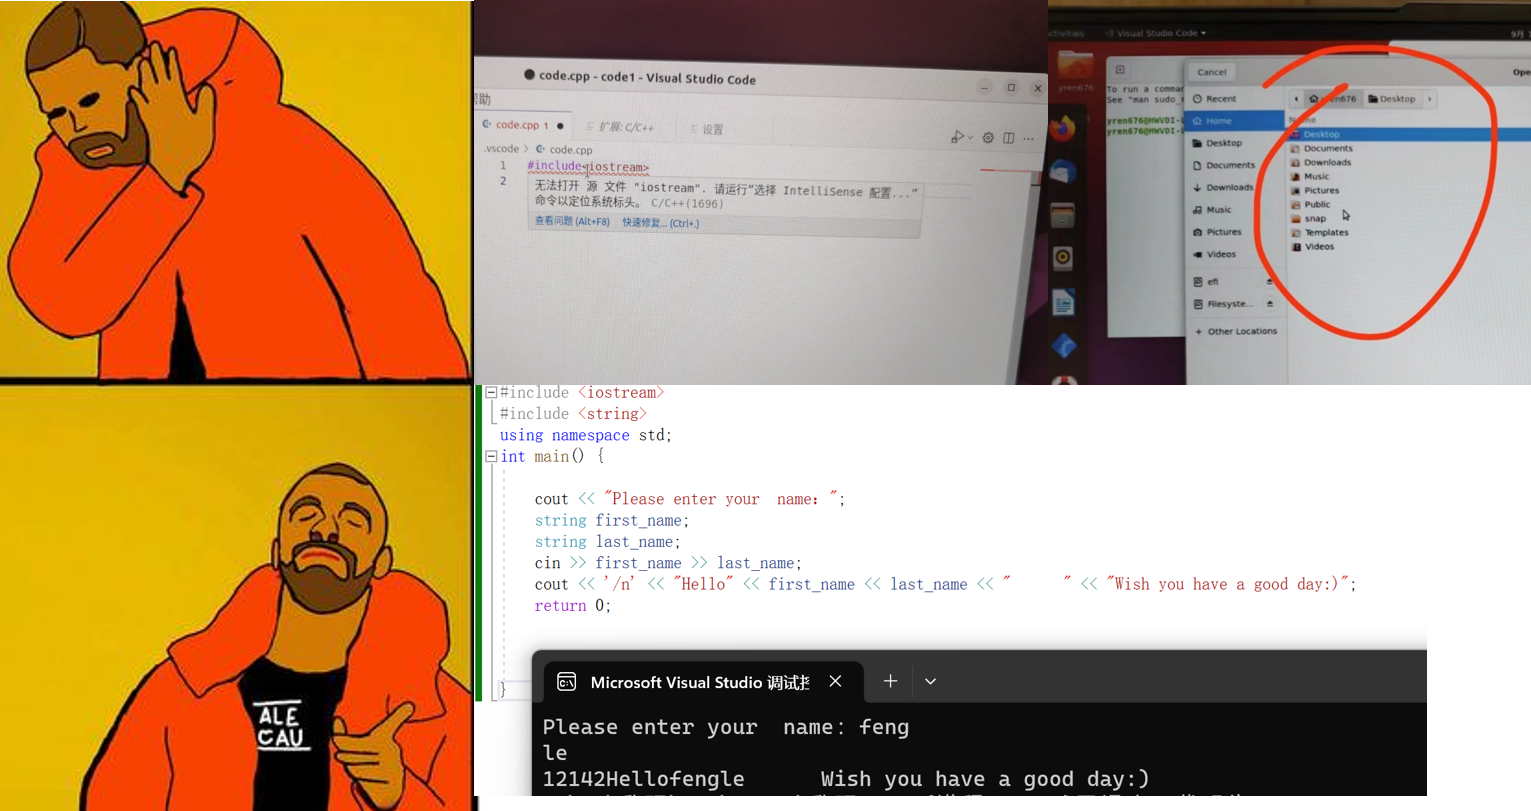 code.cpp - code1 - Visual Studio Code
帮助
code.cpp 1
扩展: C/C++
设置
.vscode > code.cpp
1 #include<iostream>
2
无法打开 源 文件 "iostream". 请运行“选择 IntelliSense 配置...”
命令以定位系统标头。 C/C++(1696)
查看问题 (Alt+F8) 快速修复... (Ctrl+.)
Visual Studio Code
9月
yren676
To run a comma
See "man sudo_
yren676@HWVDI-
yren676@HWVDI-
Cancel
Ope
Recent
Home
Desktop
Documents
Downloads
Music
Pictures
Videos
efi
Filesyste...
+ Other Locations
yren676 Desktop
Name
Desktop
Documents
Downloads
Music
Pictures
Public
snap
Templates
Videos
ALE
CAU
#include <iostream>
#include <string>
using namespace std;
int main() {
cout << "Please enter your  name: ";
string first_name;
string last_name;
cin >> first_name >> last_name;
cout << '/n' << "Hello" << first_name << last_name << "      " << "Wish you have a good day:)";
return 0;
}
Microsoft Visual Studio 调试控
Please enter your  name: feng
le
12142Hellofengle      Wish you have a good day:)